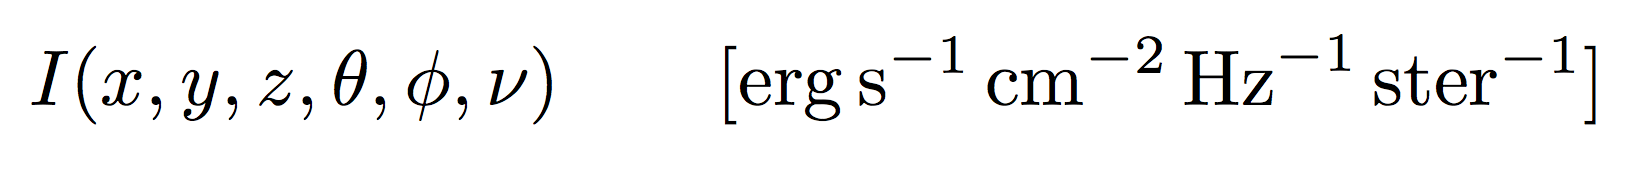 I(x, y, z, θ, ϕ, ν) [erg s⁻¹ cm⁻² Hz⁻¹ ster⁻¹]